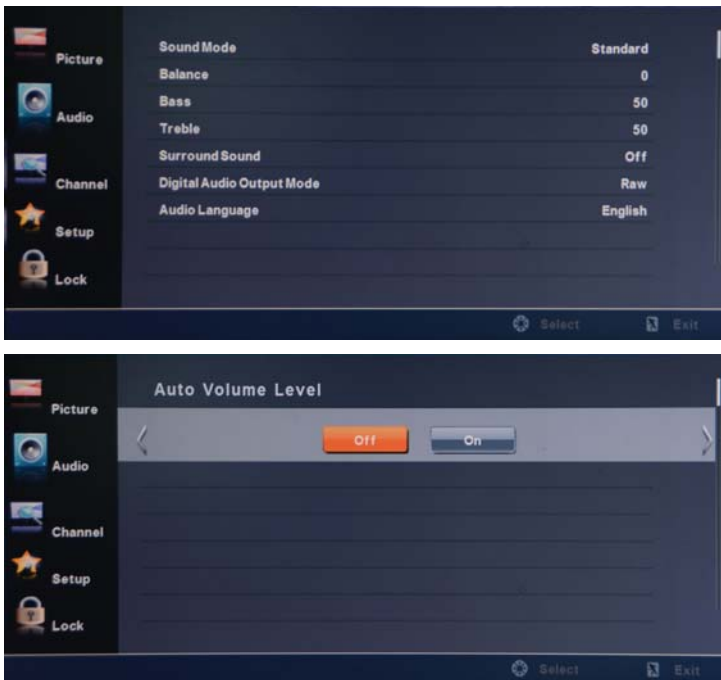 Picture
Audio
Channel
Setup
Lock
Sound Mode Standard
Balance 0
Bass 50
Treble 50
Surround Sound Off
Digital Audio Output Mode Raw
Audio Language English
Select Exit
Picture
Audio
Channel
Setup
Lock
Auto Volume Level
Off On
Select Exit